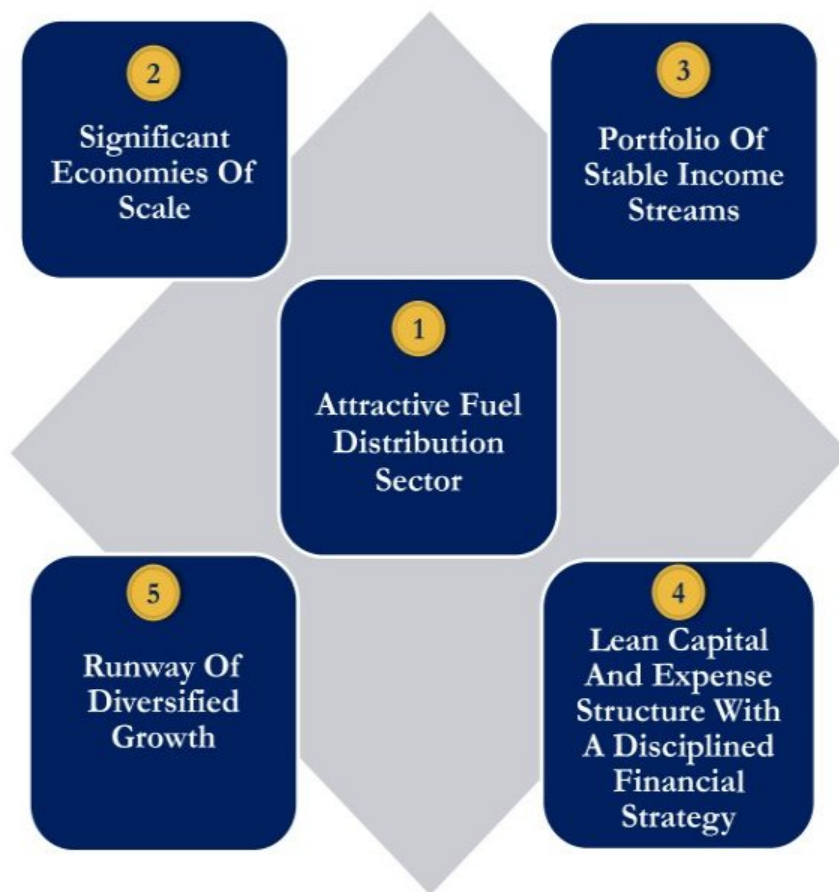 2
Significant
Economies Of
Scale
3
Portfolio Of
Stable Income
Streams
1
Attractive Fuel
Distribution
Sector
5
Runway Of
Diversified
Growth
4
Lean Capital
And Expense
Structure With
A Disciplined
Financial
Strategy